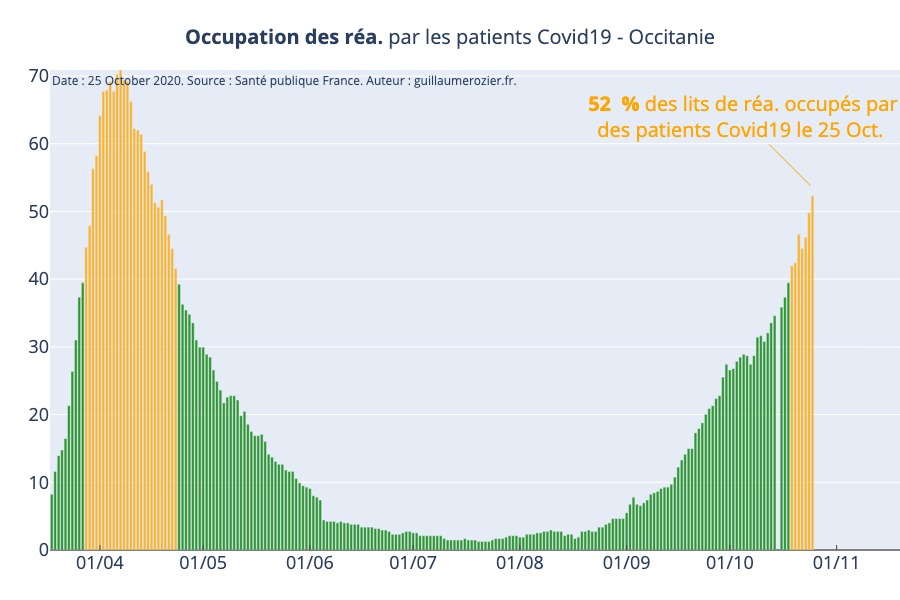 Occupation des réa. par les patients Covid19 - Occitanie
70
Date : 25 October 2020. Source : Santé publique France. Auteur : guillaumerozier.fr.
52 % des lits de réa. occupés par
des patients Covid19 le 25 Oct.
60
50
40
30
20
10
0
01/04 01/05 01/06 01/07 01/08 01/09 01/10 01/11